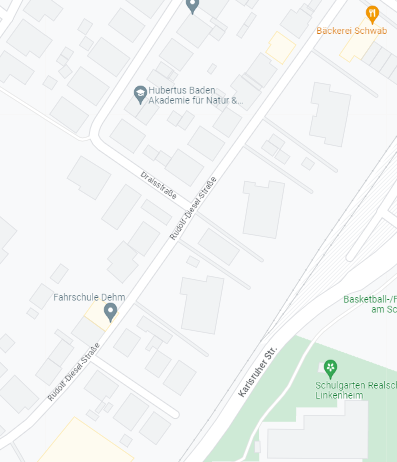 Bäckerei Schwab
Hubertus Baden
Akademie für Natur &...
Draisstraße
Rudolf-Diesel-Straße
Fahrschule Dehm
Basketball-/F
am Sc
Karlsruher Str.
Rudolf-Diesel-Straße
Schulgarten Realsch
Linkenheim